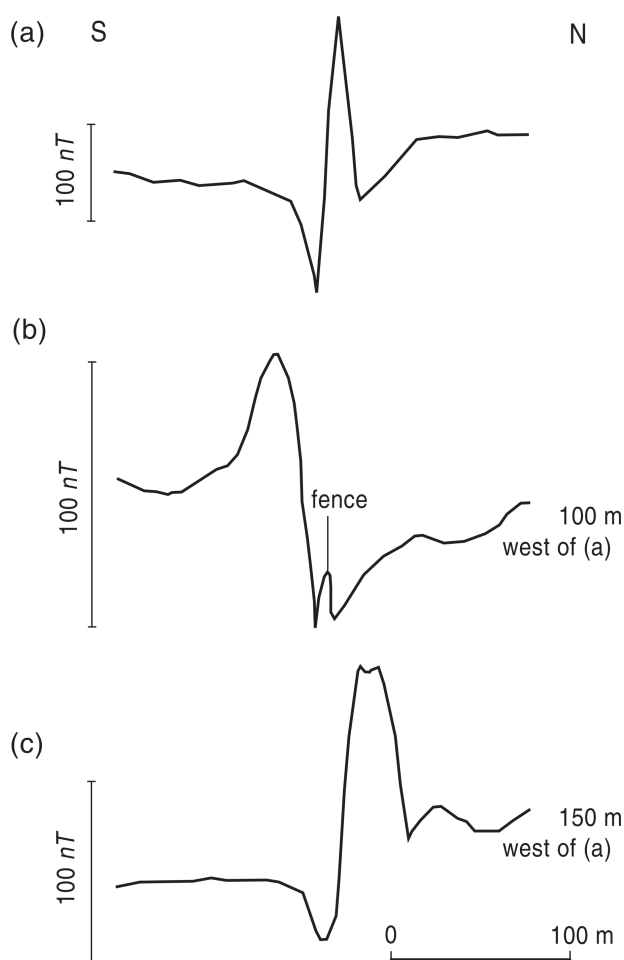 (a) S N
100 nT
(b)
100 nT
fence
100 m
west of (a)
(c)
100 nT
150 m
west of (a)
0 100 m